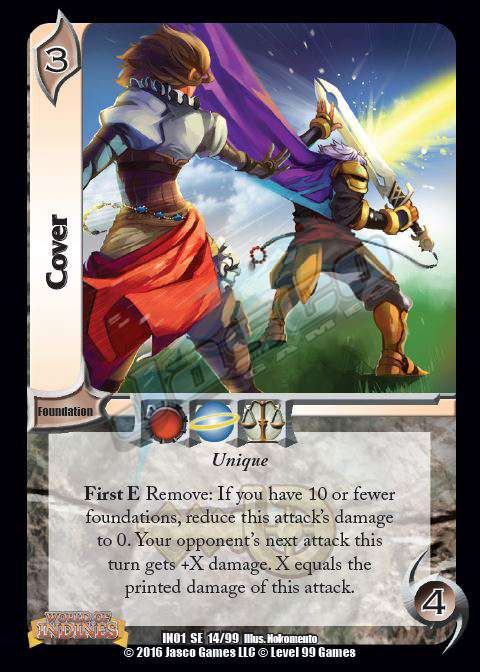 3
Cover
Foundation
Unique
First E Remove: If you have 10 or fewer
foundations, reduce this attack's damage
to 0. Your opponent's next attack this
turn gets +X damage. X equals the
printed damage of this attack.
4
WORLD OF
INDINES
IN01 SE 14/99 Illus. Nokomento
© 2016 Jasco Games LLC © Level 99 Games
JASCO
GAMES